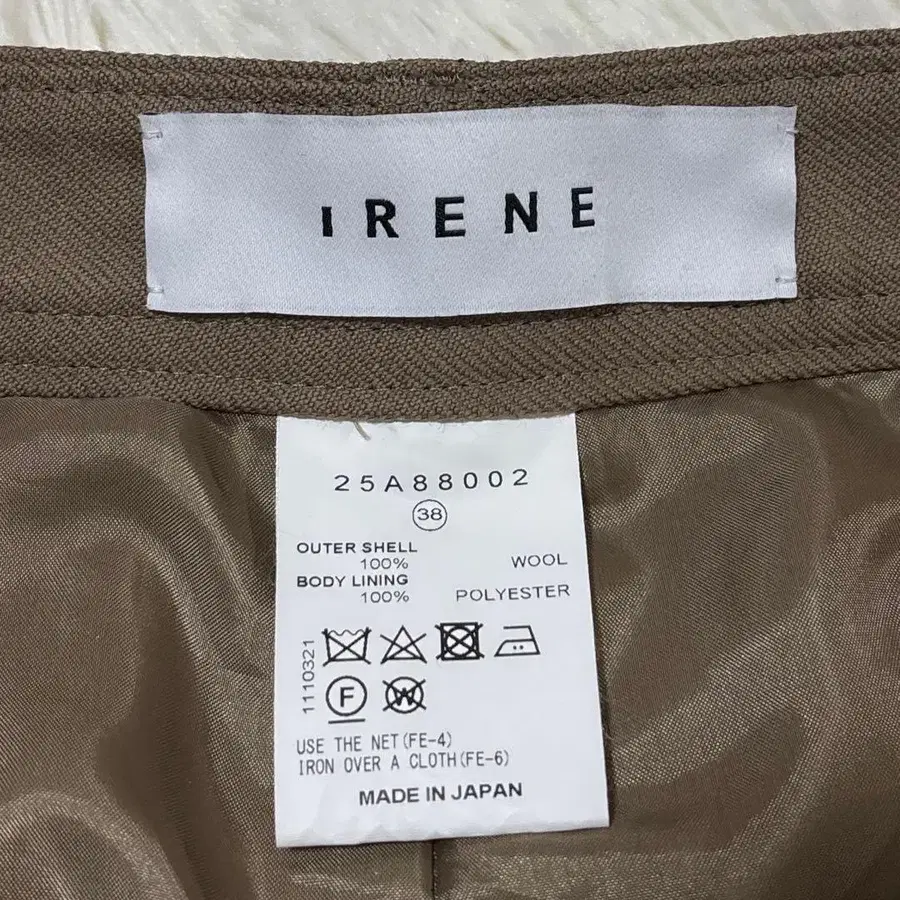 IRENE
25A88002
38
OUTER SHELL
100% WOOL
BODY LINING
100% POLYESTER
1110321
F
W
USE THE NET(FE-4)
IRON OVER A CLOTH(FE-6)
MADE IN JAPAN